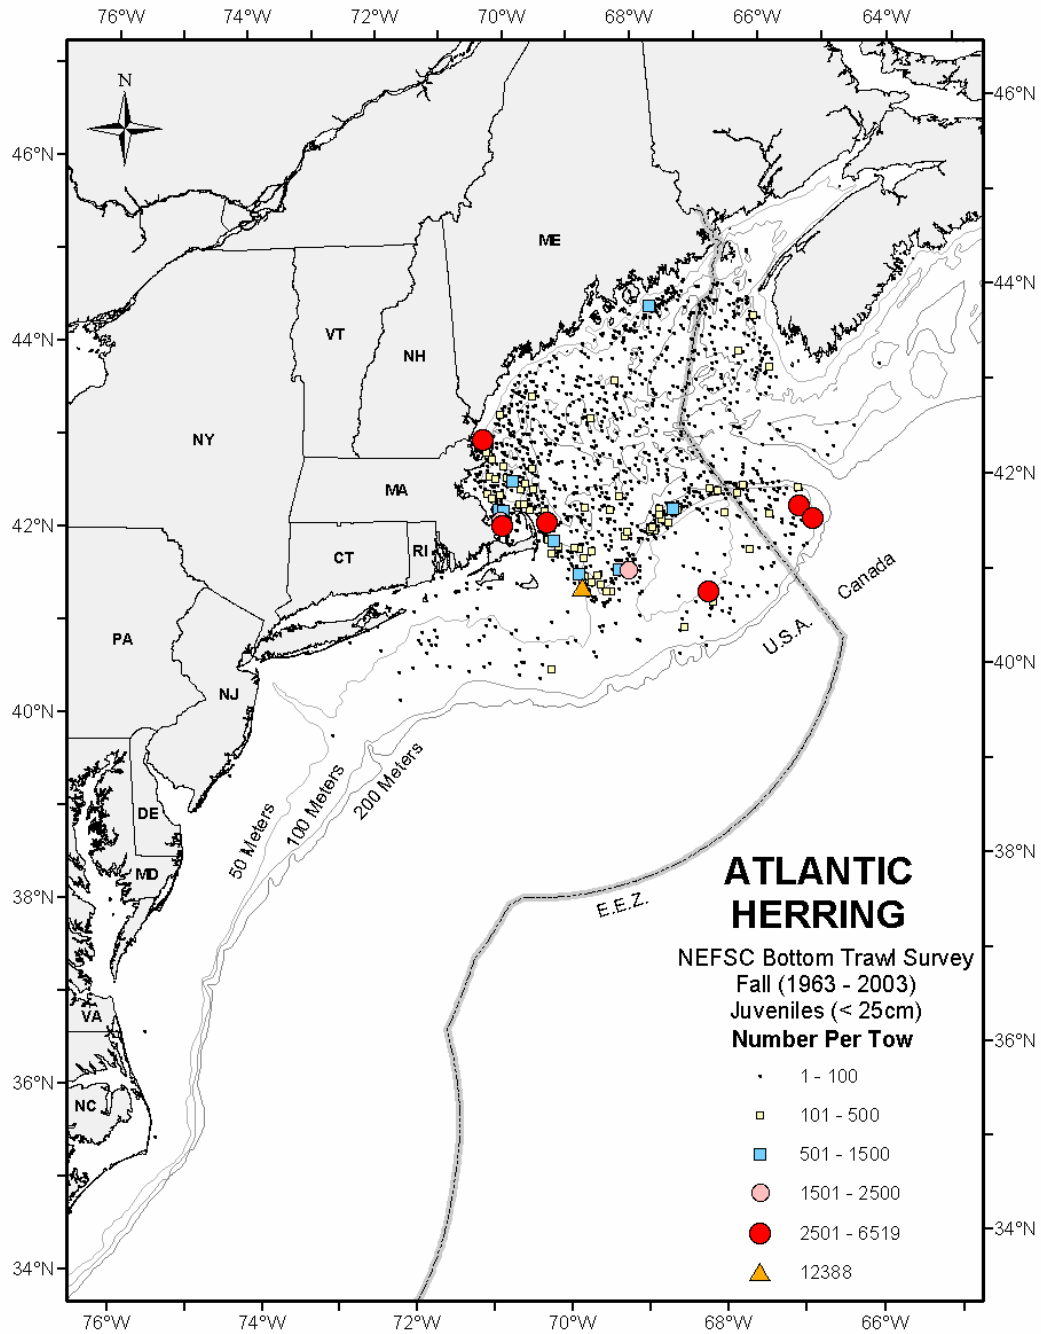 76°W 74°W 72°W 70°W 68°W 66°W 64°W
N
46°N
46°N
ME
44°N
44°N
VT
NH
NY
42°N
MA
42°N
CT
RI
Canada
PA
U.S.A.
40°N
NJ
40°N
50 Meters
100 Meters
200 Meters
DE
MD
38°N
38°N
E.E.Z.
ATLANTIC
HERRING
NEFSC Bottom Trawl Survey
Fall (1963 - 2003)
Juveniles (< 25cm)
Number Per Tow
VA
36°N
36°N
NC
1 - 100
101 - 500
501 - 1500
1501 - 2500
2501 - 6519
12388
34°N
34°N
76°W 74°W 72°W 70°W 68°W 66°W